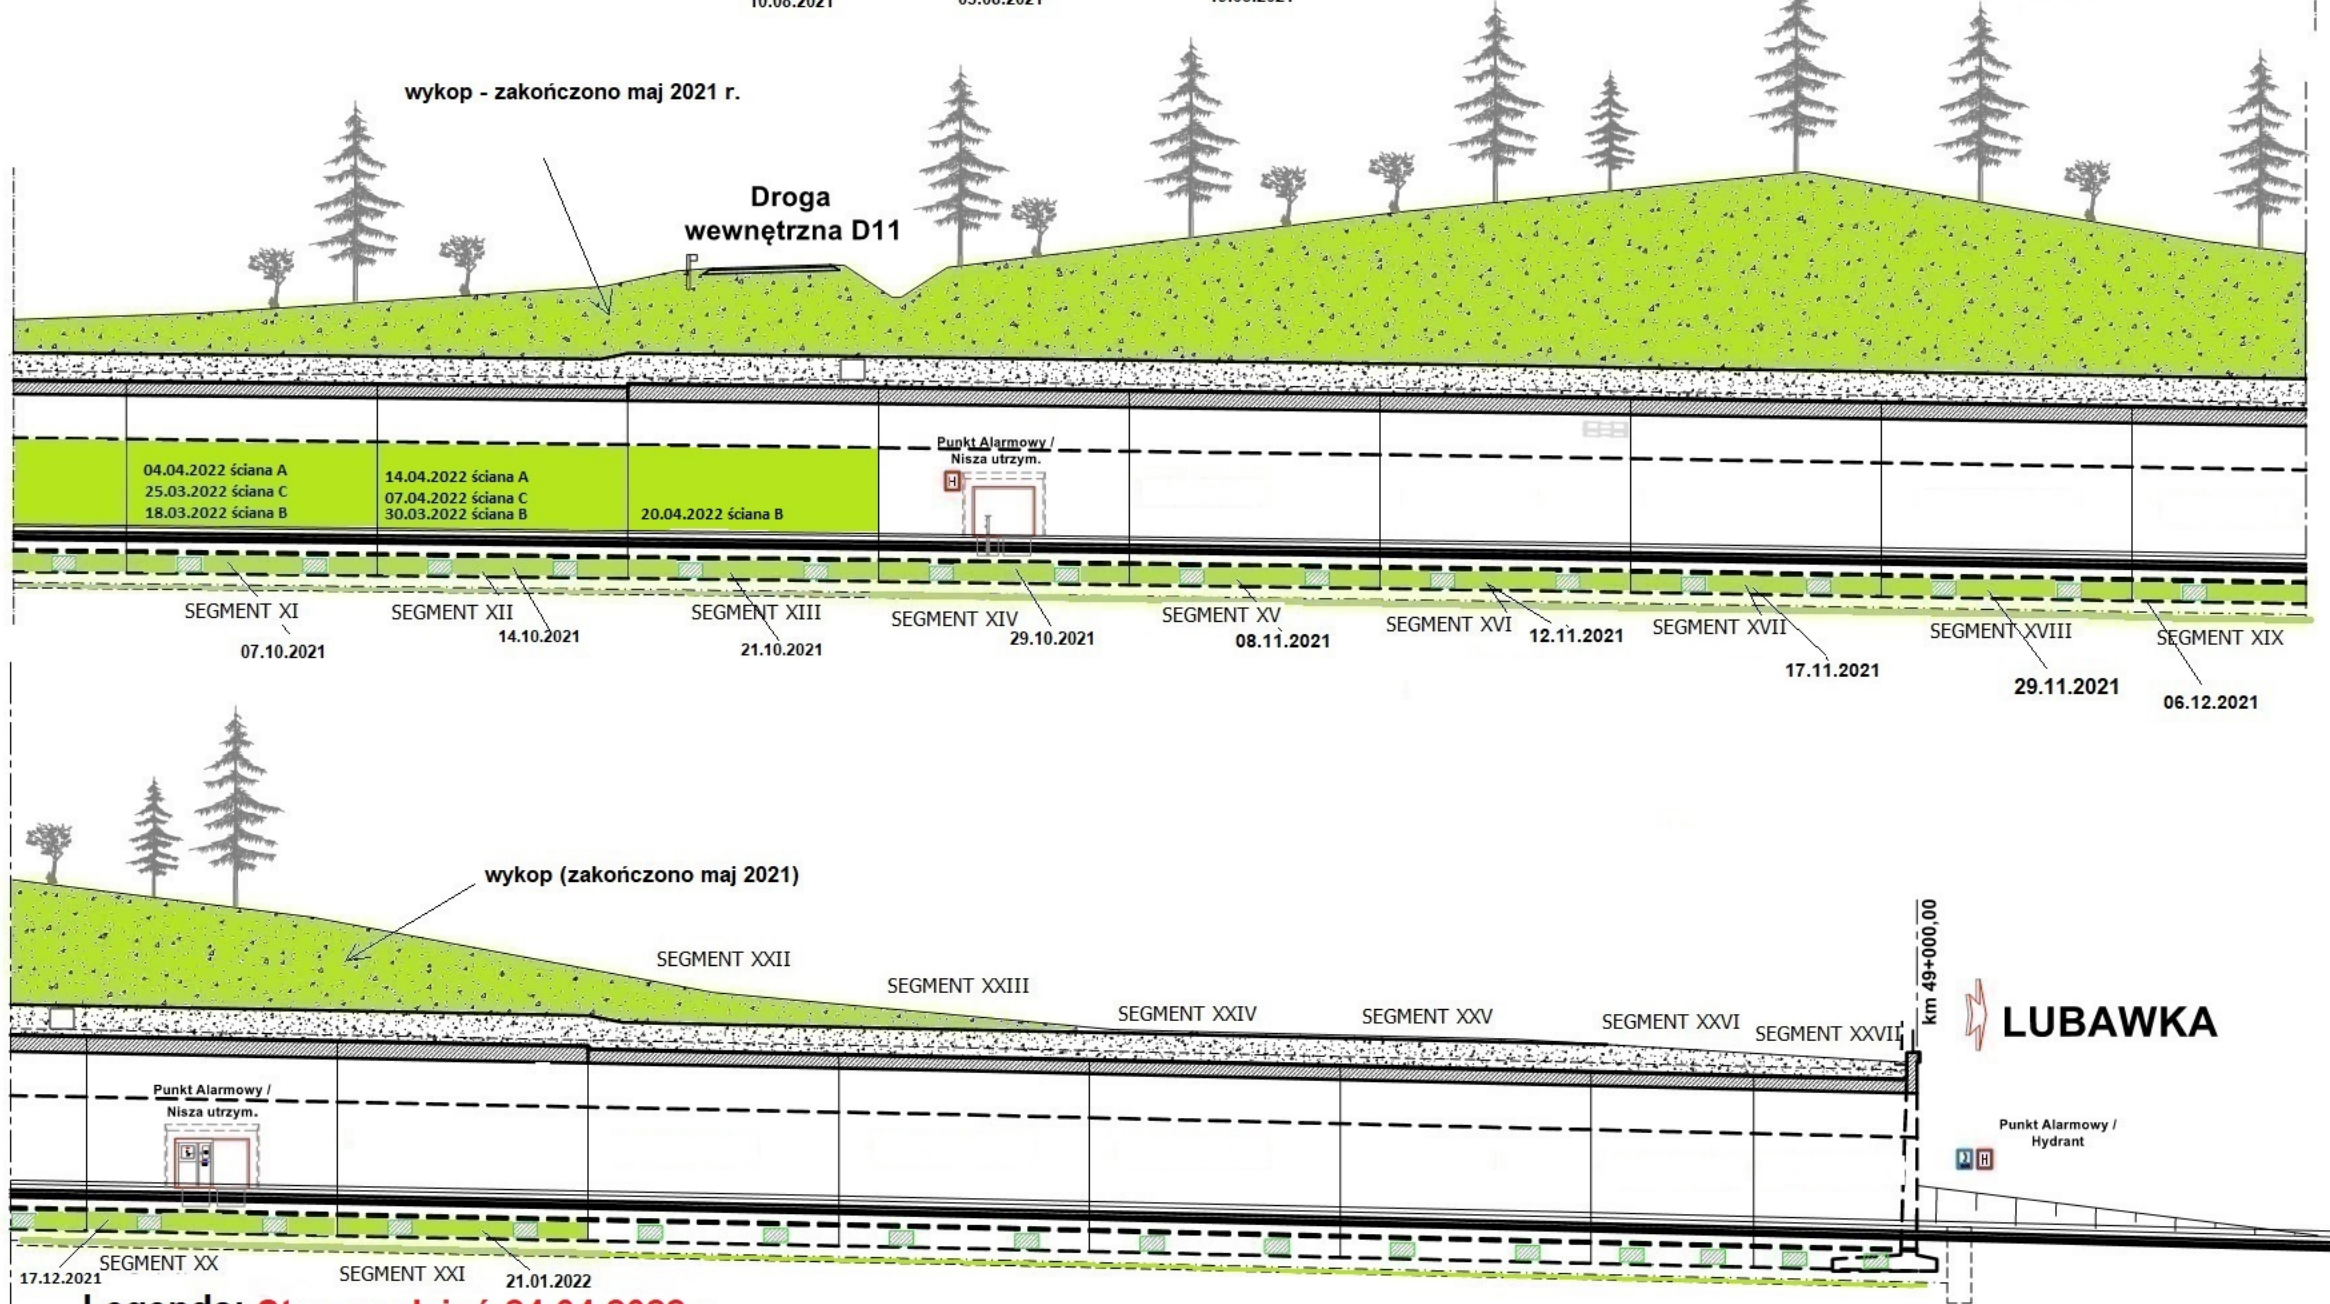 10.08.2021
wykop - zakończono maj 2021 r.
Droga
wewnętrzna D11
Punkt Alarmowy /
Nisza utrzym.
H
04.04.2022 ściana A
25.03.2022 ściana C
18.03.2022 ściana B
14.04.2022 ściana A
07.04.2022 ściana C
30.03.2022 ściana B
20.04.2022 ściana B
SEGMENT XI
SEGMENT XII
SEGMENT XIII
SEGMENT XIV
SEGMENT XV
SEGMENT XVI
SEGMENT XVII
SEGMENT XVIII
SEGMENT XIX
07.10.2021
14.10.2021
21.10.2021
29.10.2021
08.11.2021
12.11.2021
17.11.2021
29.11.2021
06.12.2021
wykop (zakończono maj 2021)
SEGMENT XXII
SEGMENT XXIII
SEGMENT XXIV
SEGMENT XXV
SEGMENT XXVI
SEGMENT XXVII
km 49+000,00
LUBAWKA
Punkt Alarmowy /
Nisza utrzym.
Punkt Alarmowy /
Hydrant
H
17.12.2021
SEGMENT XX
SEGMENT XXI
21.01.2022